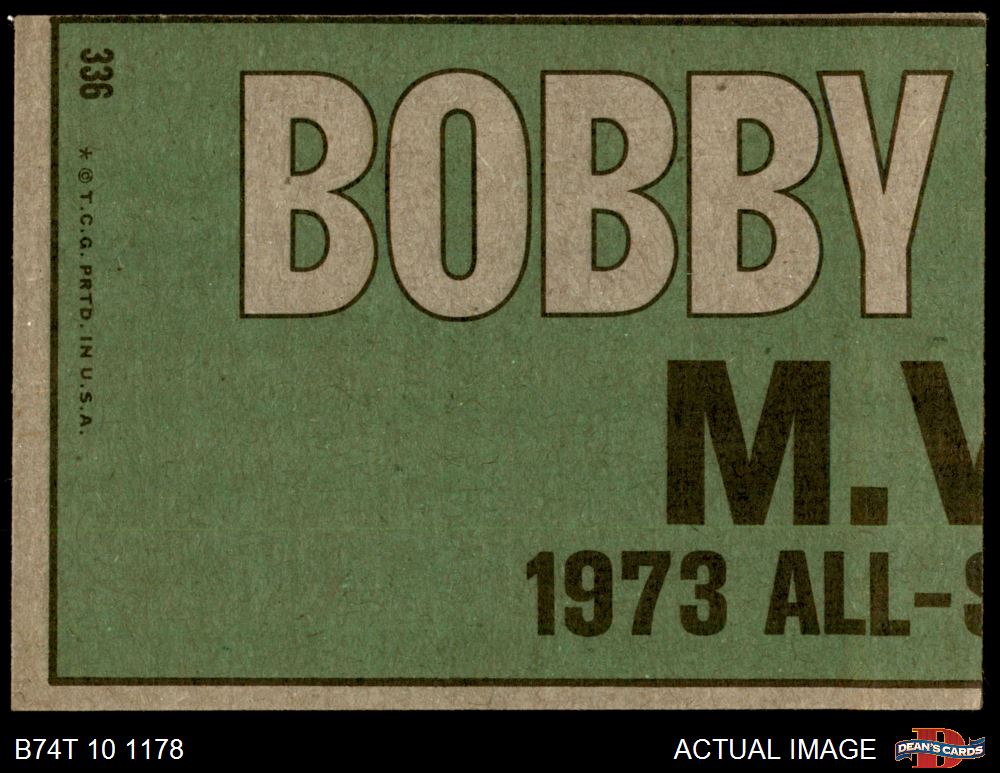 336
* © T.C.G. PRTD. IN U.S.A.
BOBBY
M.V
1973 ALL-S
B74T 10 1178
ACTUAL IMAGE
D
DEAN'S CARDS